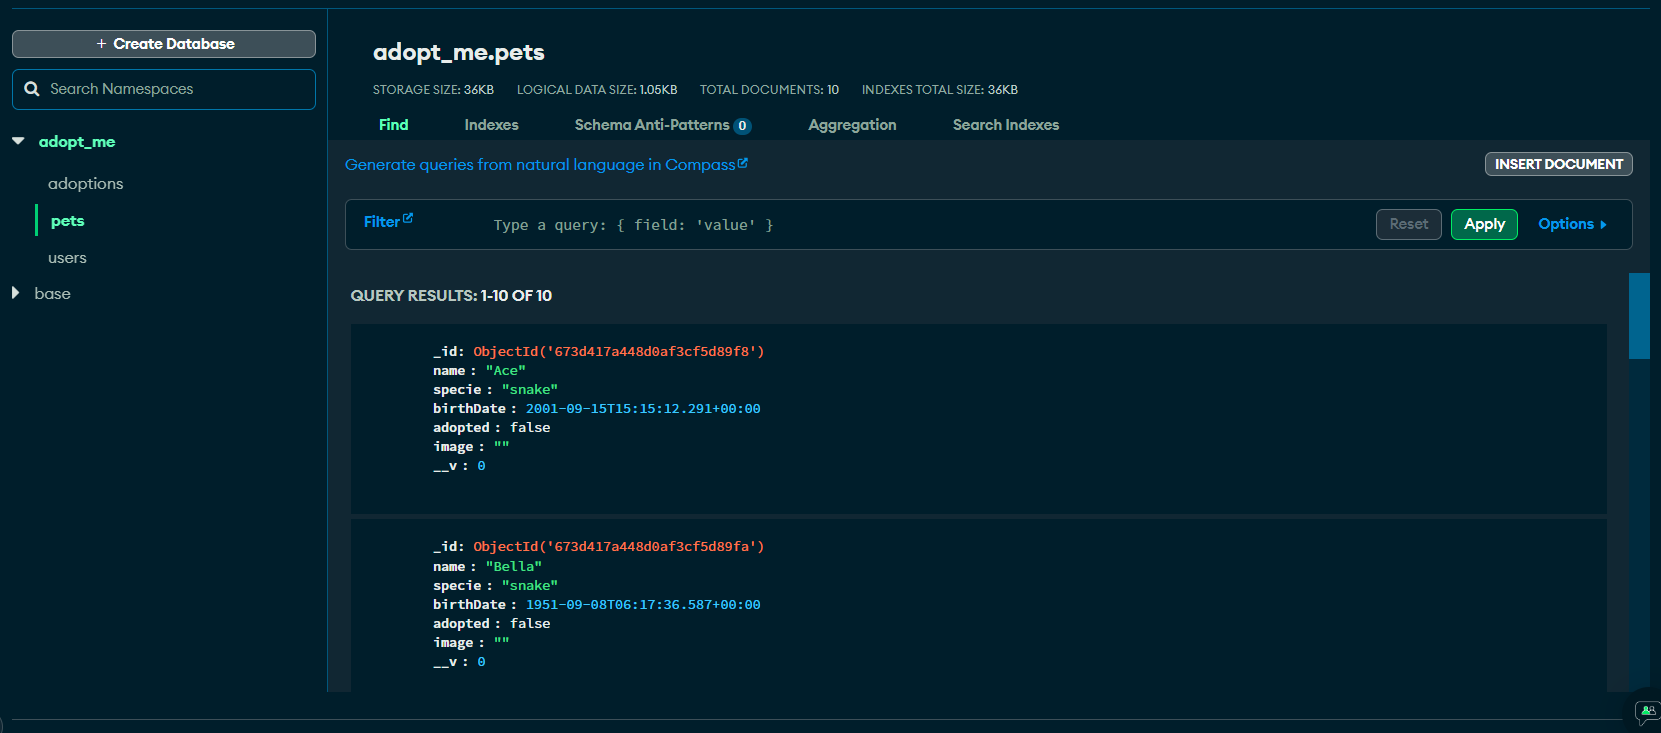 + Create Database
Search Namespaces
adopt_me
adoptions
pets
users
base
adopt_me.pets
STORAGE SIZE: 36KB LOGICAL DATA SIZE: 1.05KB TOTAL DOCUMENTS: 10 INDEXES TOTAL SIZE: 36KB
Find Indexes Schema Anti-Patterns 0 Aggregation Search Indexes
Generate queries from natural language in Compass
INSERT DOCUMENT
Filter Type a query: { field: 'value' } Reset Apply Options
QUERY RESULTS: 1-10 OF 10
_id: ObjectId('673d417a448d0af3cf5d89f8')
name : "Ace"
specie : "snake"
birthDate : 2001-09-15T15:15:12.291+00:00
adopted : false
image : ""
__v : 0
_id: ObjectId('673d417a448d0af3cf5d89fa')
name : "Bella"
specie : "snake"
birthDate : 1951-09-08T06:17:36.587+00:00
adopted : false
image : ""
__v : 0